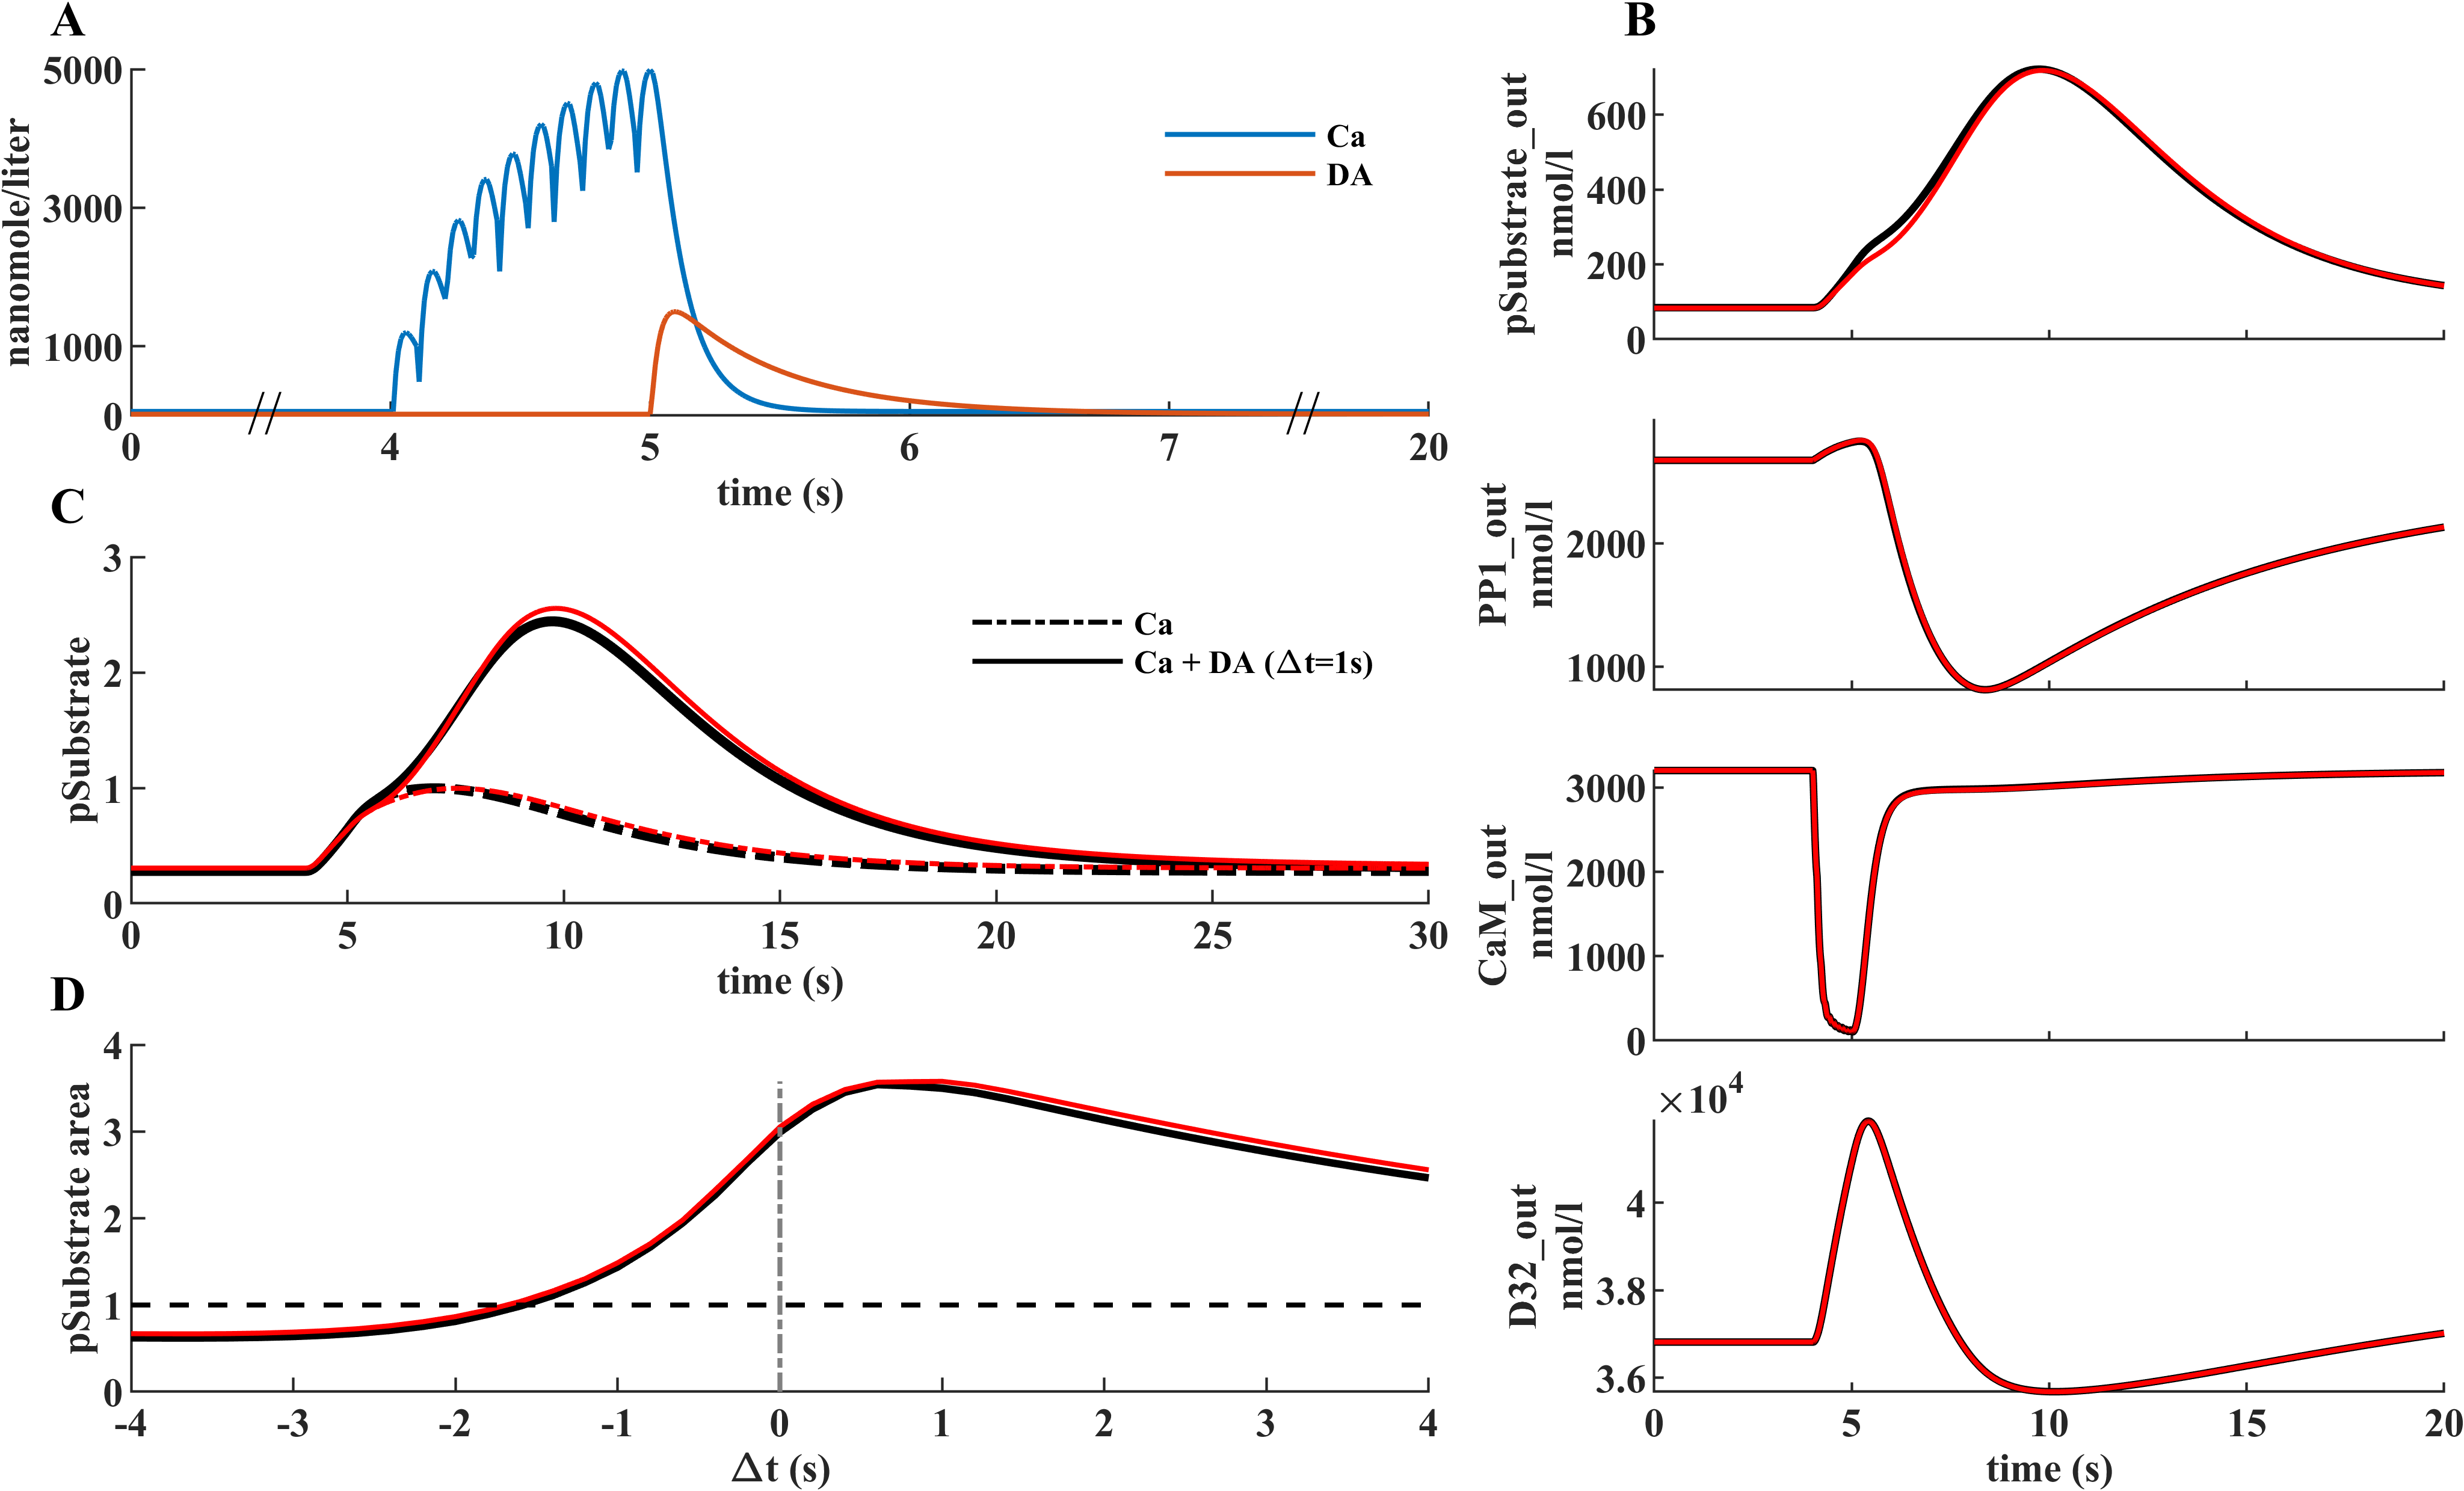 A
5000
3000
1000
0
nanomole/liter
Ca
DA
0
4
5
6
7
20
time (s)
B
600
400
200
0
pSubstrate_out
nmol/l
2000
1000
PP1_out
nmol/l
3000
2000
1000
0
CaM_out
nmol/l
×10⁴
4
3.8
3.6
D32_out
nmol/l
0
5
10
15
20
time (s)
C
3
2
1
0
pSubstrate
Ca
Ca + DA (Δt=1s)
0
5
10
15
20
25
30
time (s)
D
4
3
2
1
0
pSubstrate area
-4
-3
-2
-1
0
1
2
3
4
Δt (s)